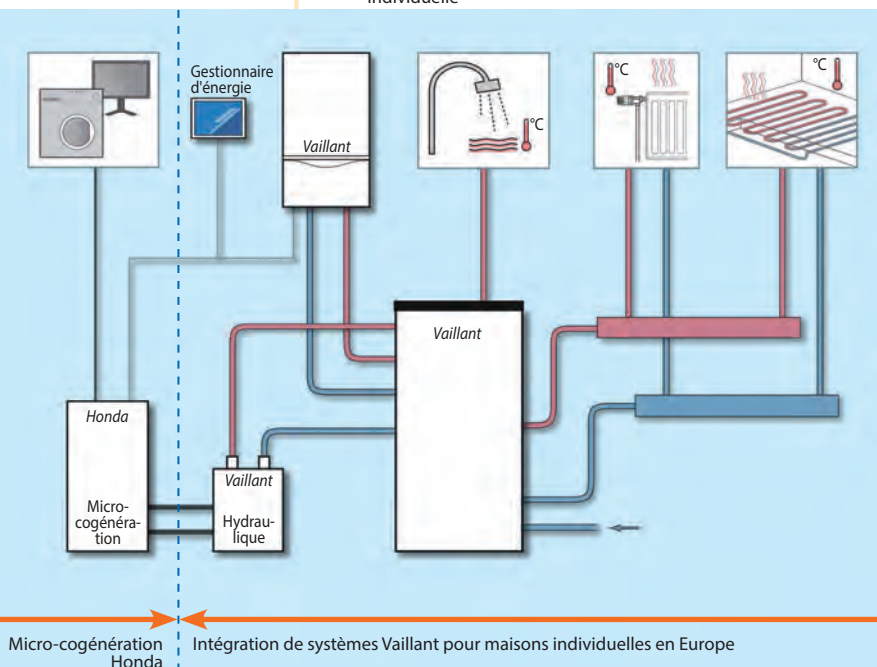 individuelle
Gestionnaire
d'énergie
Vaillant
°C
°C
°C
Vaillant
Honda
Micro-
cogénéra-
tion
Vaillant
Hydrau-
lique
Micro-cogénération
Honda
Intégration de systèmes Vaillant pour maisons individuelles en Europe